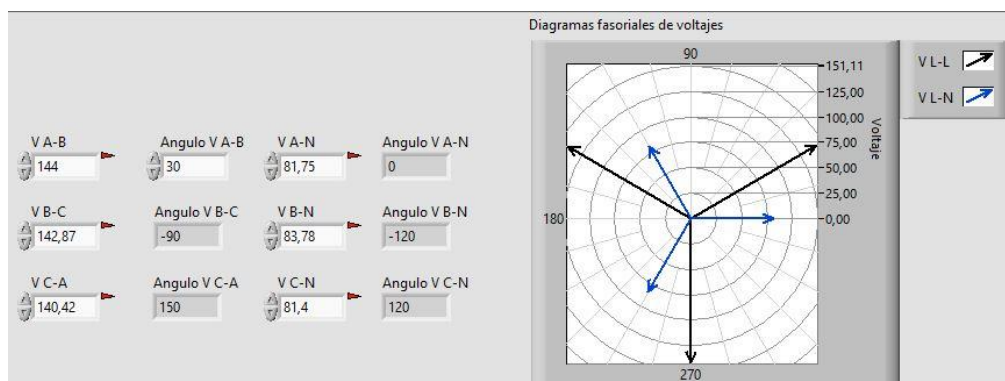 Diagramas fasoriales de voltajes
90
151,11
125,00
100,00
75,00
50,00
25,00
0,00
Voltaje
180
270
V L-L
V L-N
V A-B
Angulo V A-B
V A-N
Angulo V A-N
144
30
81,75
0
V B-C
Angulo V B-C
V B-N
Angulo V B-N
142,87
-90
83,78
-120
V C-A
Angulo V C-A
V C-N
Angulo V C-N
140,42
150
81,4
120